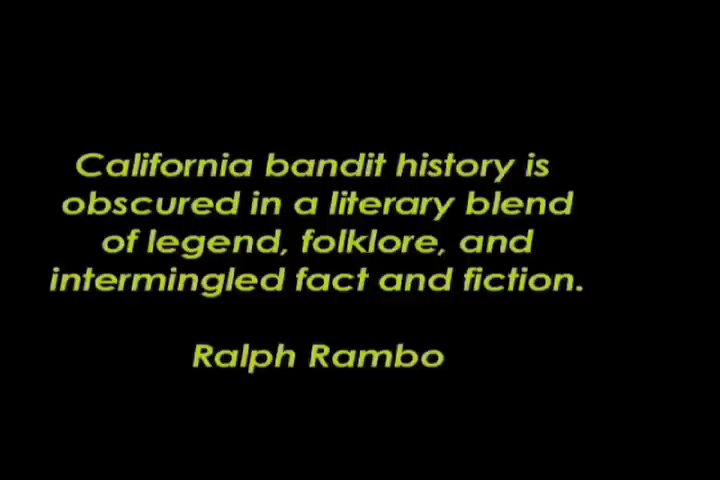 California bandit history is
obscured in a literary blend
of legend, folklore, and
intermingled fact and fiction.
Ralph Rambo